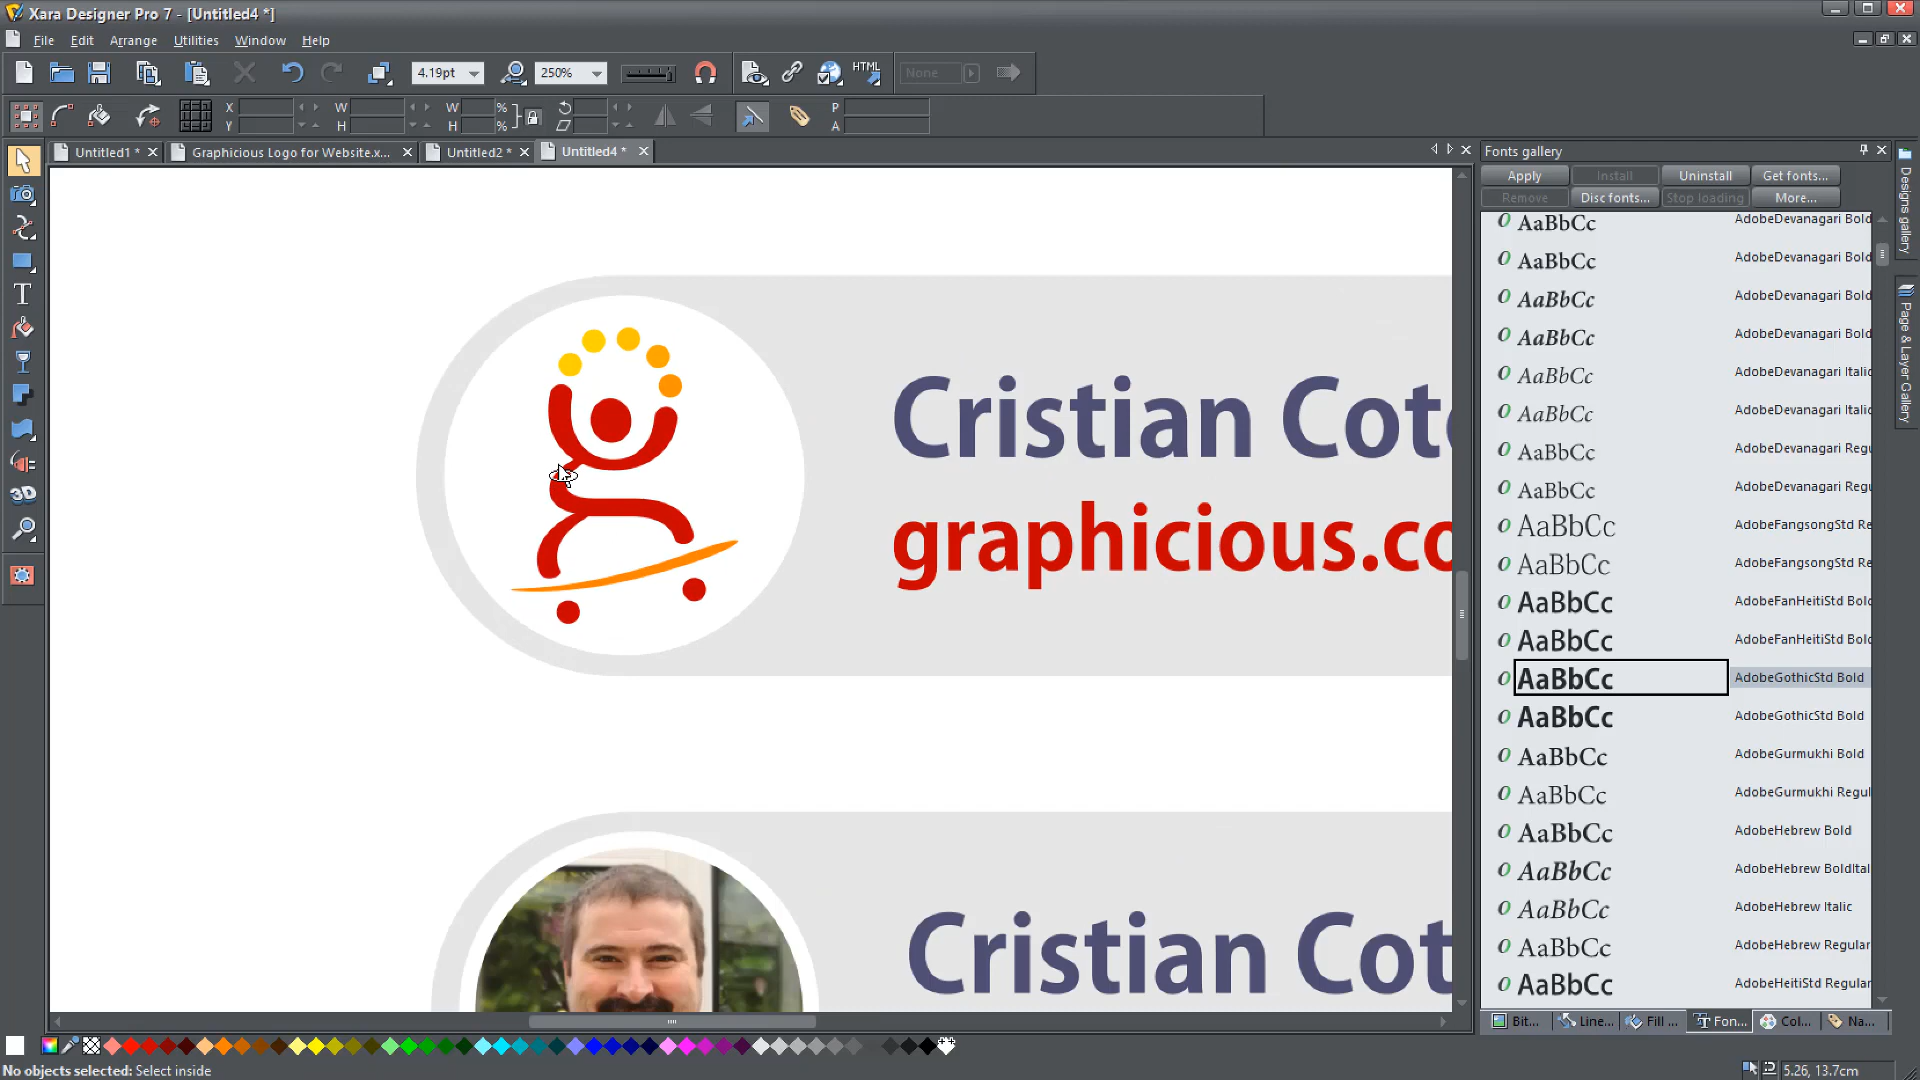 Xara Designer Pro 7 - [Untitled4 *]
File Edit Arrange Utilities Window Help
4.19pt 250% HTML None
X W W % P
Y H H % A
Untitled1 * Graphicious Logo for Website.x... Untitled2 * Untitled4 *
Fonts gallery
Apply Install Uninstall Get fonts...
Remove Disc fonts... Stop loading More...
Designs gallery
Page & Layer Gallery
AaBbCc AdobeDevanagari Bold
AaBbCc AdobeDevanagari Bold
AaBbCc AdobeDevanagari Bold
AaBbCc AdobeDevanagari Bold
AaBbCc AdobeDevanagari Italic
AaBbCc AdobeDevanagari Italic
AaBbCc AdobeDevanagari Regu
AaBbCc AdobeDevanagari Regu
AaBbCc AdobeFangsongStd Re
AaBbCc AdobeFangsongStd Re
AaBbCc AdobeFanHeitiStd Bold
AaBbCc AdobeFanHeitiStd Bold
AaBbCc AdobeGothicStd Bold
AaBbCc AdobeGothicStd Bold
AaBbCc AdobeGurmukhi Bold
AaBbCc AdobeGurmukhi Regul
AaBbCc AdobeHebrew Bold
AaBbCc AdobeHebrew BoldItal
AaBbCc AdobeHebrew Italic
AaBbCc AdobeHebrew Regular
AaBbCc AdobeHeitiStd Regular
Cristian Cot
graphicious.co
Cristian Cot
3D
Bit... Line... Fill ... Fon... Col... Na...
No objects selected: Select inside
5.26, 13.7cm